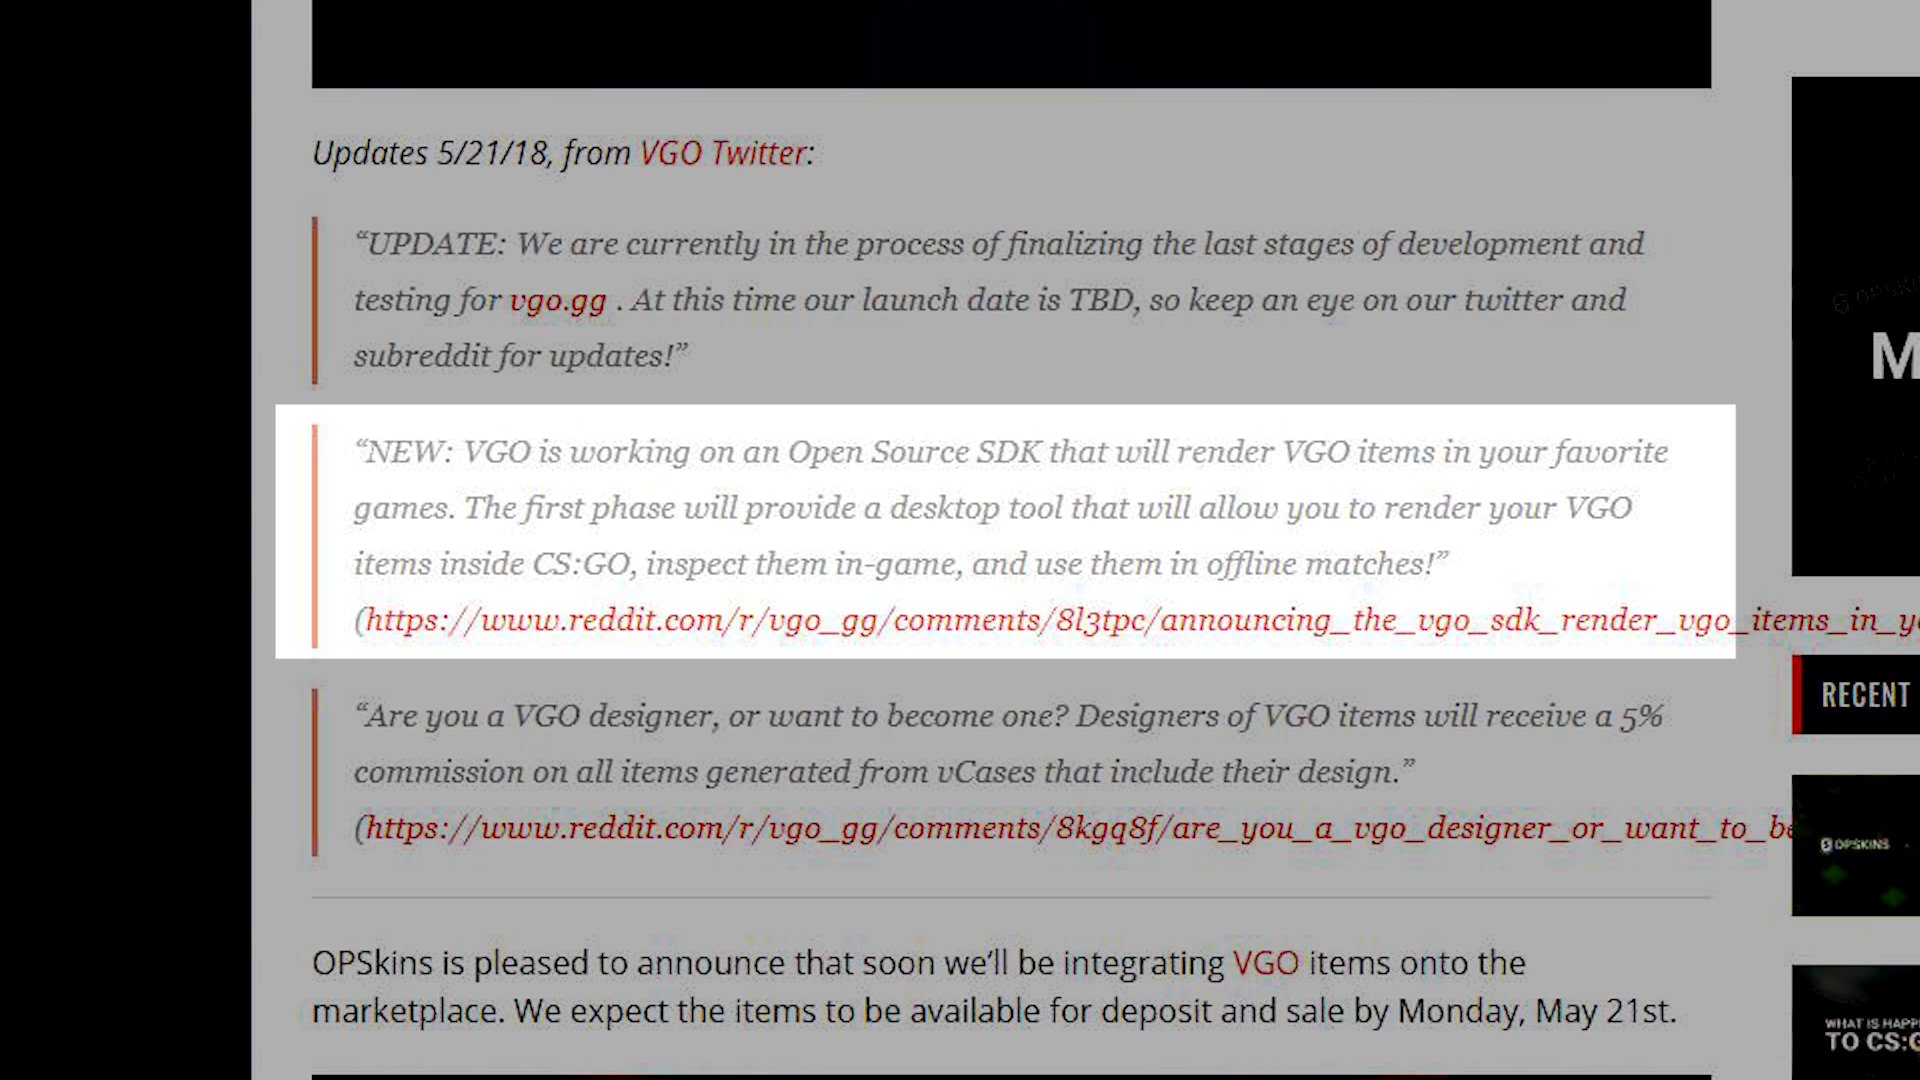 Updates 5/21/18, from VGO Twitter:
“UPDATE: We are currently in the process of finalizing the last stages of development and
testing for vgo.gg . At this time our launch date is TBD, so keep an eye on our twitter and
subreddit for updates!”
“NEW: VGO is working on an Open Source SDK that will render VGO items in your favorite
games. The first phase will provide a desktop tool that will allow you to render your VGO
items inside CS:GO, inspect them in-game, and use them in offline matches!”
(https://www.reddit.com/r/vgo_gg/comments/8l3tpc/announcing_the_vgo_sdk_render_vgo_items_in_y
“Are you a VGO designer, or want to become one? Designers of VGO items will receive a 5%
commission on all items generated from vCases that include their design.”
(https://www.reddit.com/r/vgo_gg/comments/8kgq8f/are_you_a_vgo_designer_or_want_to_be
OPSkins is pleased to announce that soon we’ll be integrating VGO items onto the
marketplace. We expect the items to be available for deposit and sale by Monday, May 21st.
M
RECENT
OPSKINS
WHAT IS HAPP
TO CS:G